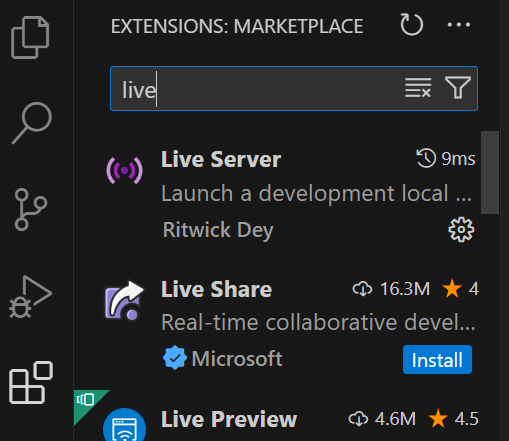 EXTENSIONS: MARKETPLACE
live
Live Server 9ms
Launch a development local ...
Ritwick Dey
Live Share 16.3M 4
Real-time collaborative devel...
Microsoft Install
Live Preview 4.6M 4.5